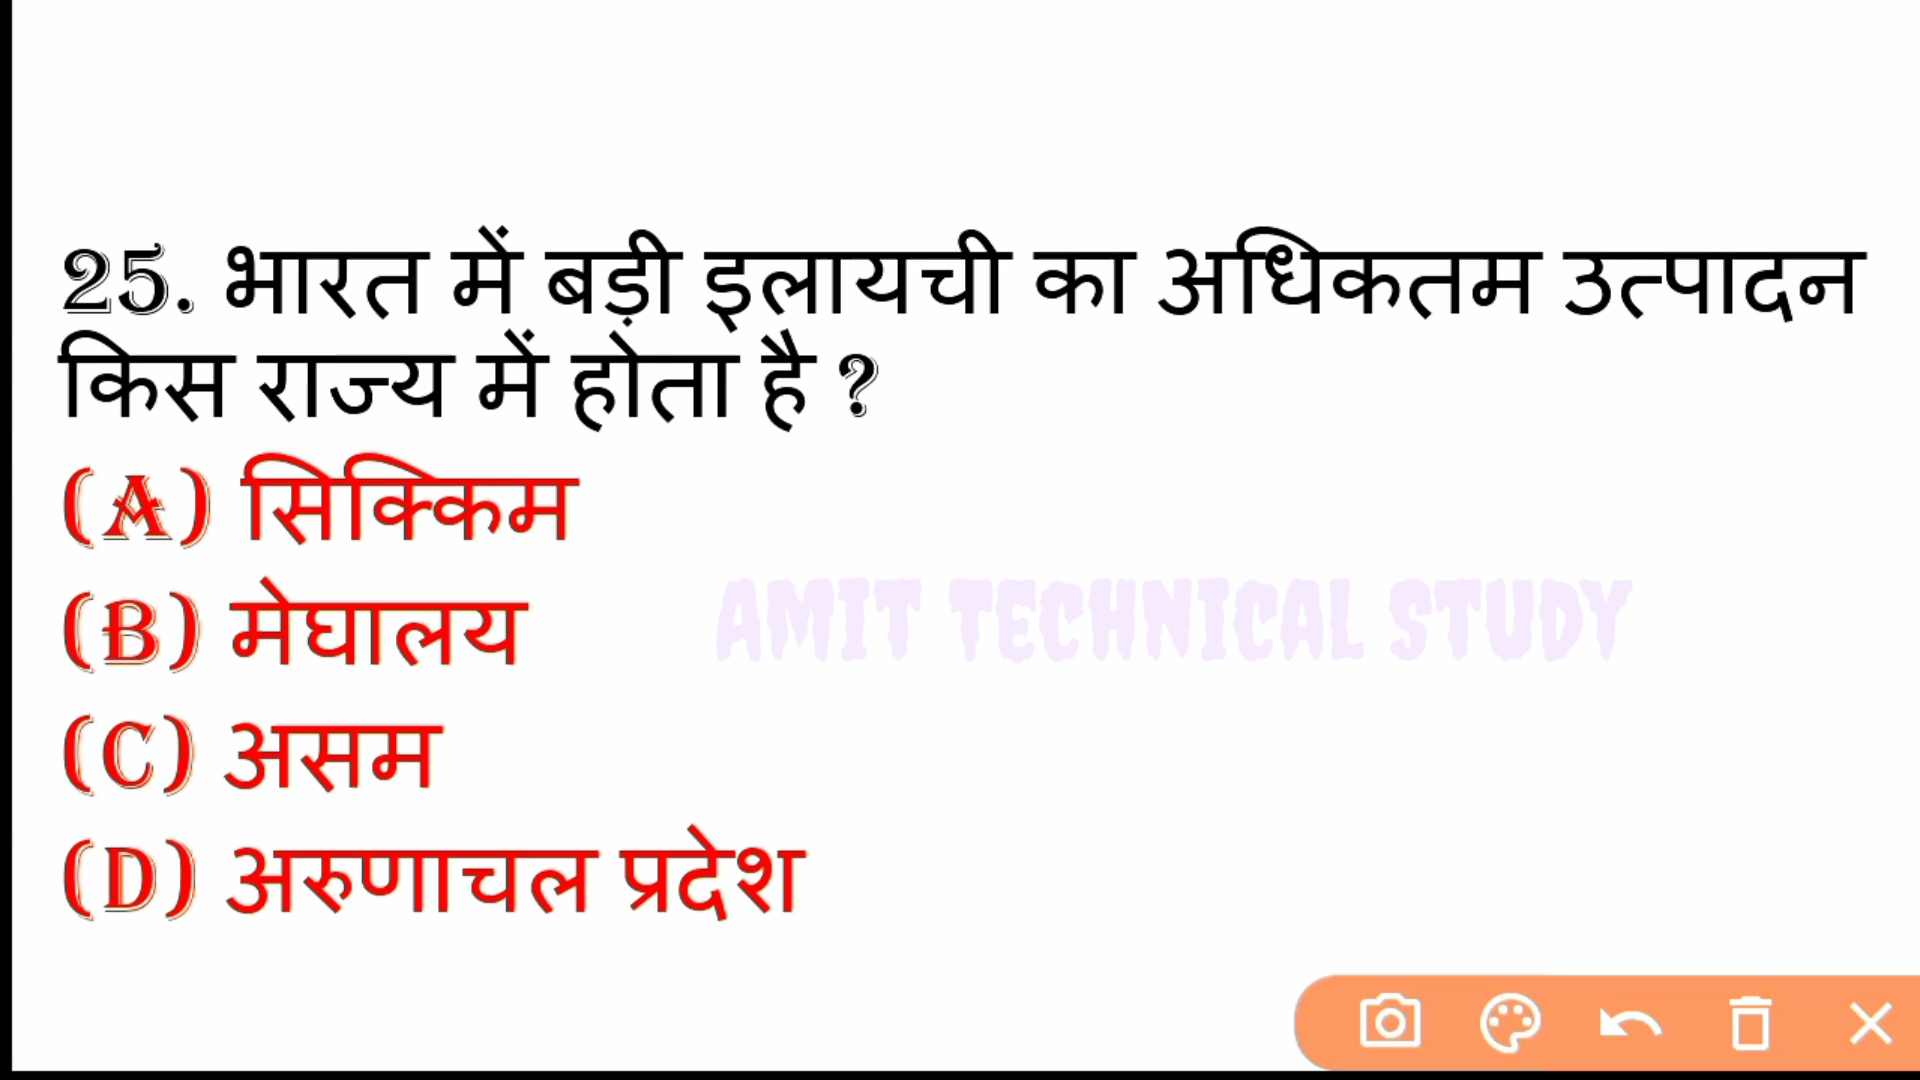 25. भारत में बड़ी इलायची का अधिकतम उत्पादन
किस राज्य में होता है ?
(A) सिक्किम
(B) मेघालय
AMIT TECHNICAL STUDY
(C) असम
(D) अरुणाचल प्रदेश